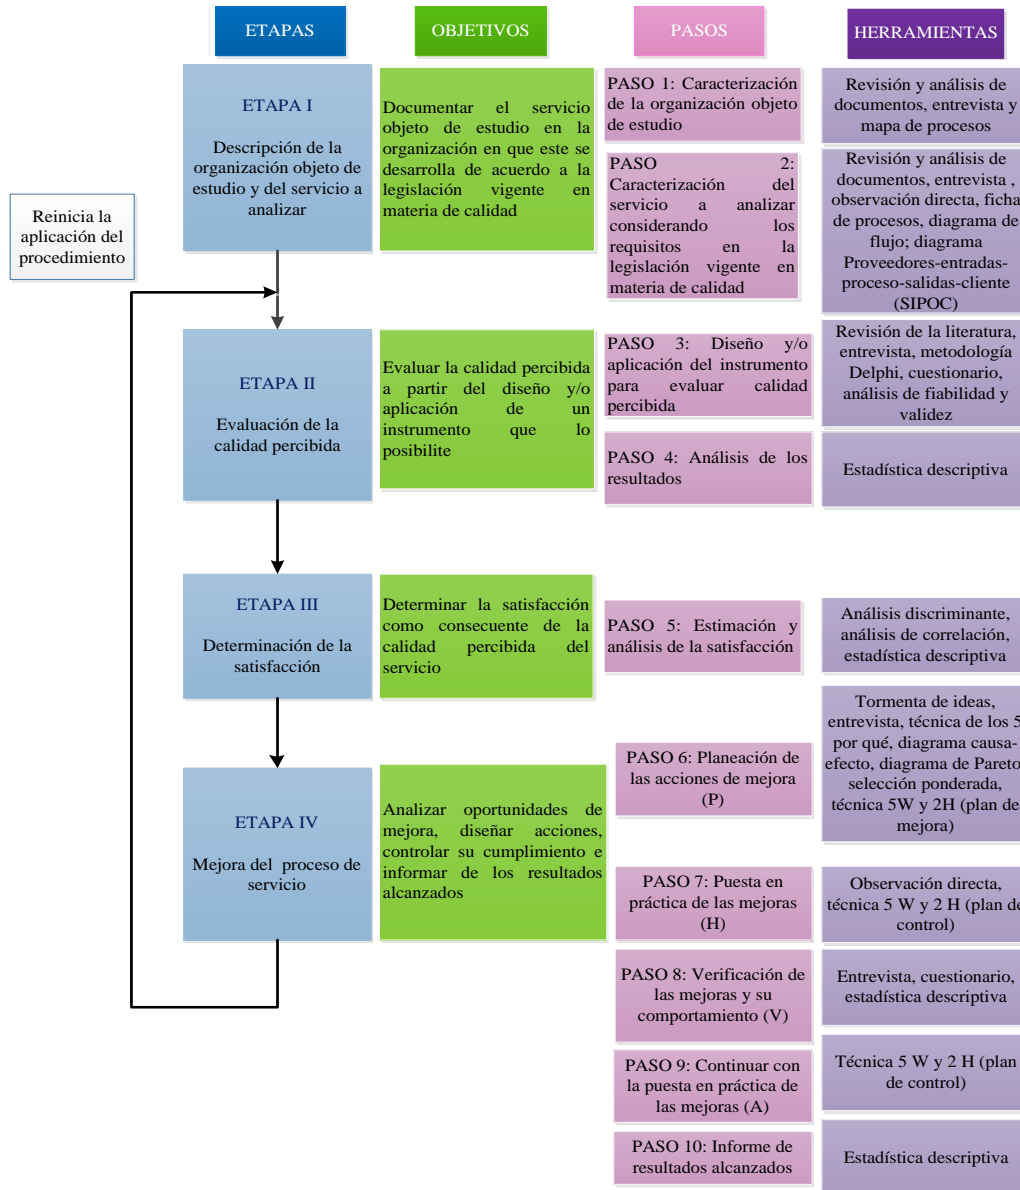 ETAPAS
OBJETIVOS
PASOS
HERRAMIENTAS
ETAPA I
Descripción de la
organización objeto de
estudio y del servicio a
analizar
Documentar el servicio
objeto de estudio en la
organización en que este se
desarrolla de acuerdo a la
legislación vigente en
materia de calidad
PASO 1: Caracterización
de la organización objeto
de estudio
Revisión y análisis de
documentos, entrevista y
mapa de procesos
PASO 2:
Caracterización del
servicio a analizar
considerando los
requisitos en la
legislación vigente en
materia de calidad
Revisión y análisis de
documentos, entrevista ,
observación directa, ficha
de procesos, diagrama de
flujo; diagrama
Proveedores-entradas-
proceso-salidas-cliente
(SIPOC)
Reinicia la
aplicación del
procedimiento
ETAPA II
Evaluación de la
calidad percibida
Evaluar la calidad percibida
a partir del diseño y/o
aplicación de un
instrumento que lo
posibilite
PASO 3: Diseño y/o
aplicación del instrumento
para evaluar calidad
percibida
Revisión de la literatura,
entrevista, metodología
Delphi, cuestionario,
análisis de fiabilidad y
validez
PASO 4: Análisis de los
resultados
Estadística descriptiva
ETAPA III
Determinación de la
satisfacción
Determinar la satisfacción
como consecuente de la
calidad percibida del
servicio
PASO 5: Estimación y
análisis de la satisfacción
Análisis discriminante,
análisis de correlación,
estadística descriptiva
ETAPA IV
Mejora del proceso de
servicio
Analizar oportunidades de
mejora, diseñar acciones,
controlar su cumplimiento e
informar de los resultados
alcanzados
PASO 6: Planeación de
las acciones de mejora
(P)
Tormenta de ideas,
entrevista, técnica de los 5
por qué, diagrama causa-
efecto, diagrama de Pareto
selección ponderada,
técnica 5W y 2H (plan de
mejora)
PASO 7: Puesta en
práctica de las mejoras
(H)
Observación directa,
técnica 5 W y 2 H (plan de
control)
PASO 8: Verificación de
las mejoras y su
comportamiento (V)
Entrevista, cuestionario,
estadística descriptiva
PASO 9: Continuar con
la puesta en práctica de
las mejoras (A)
Técnica 5 W y 2 H (plan
de control)
PASO 10: Informe de
resultados alcanzados
Estadística descriptiva